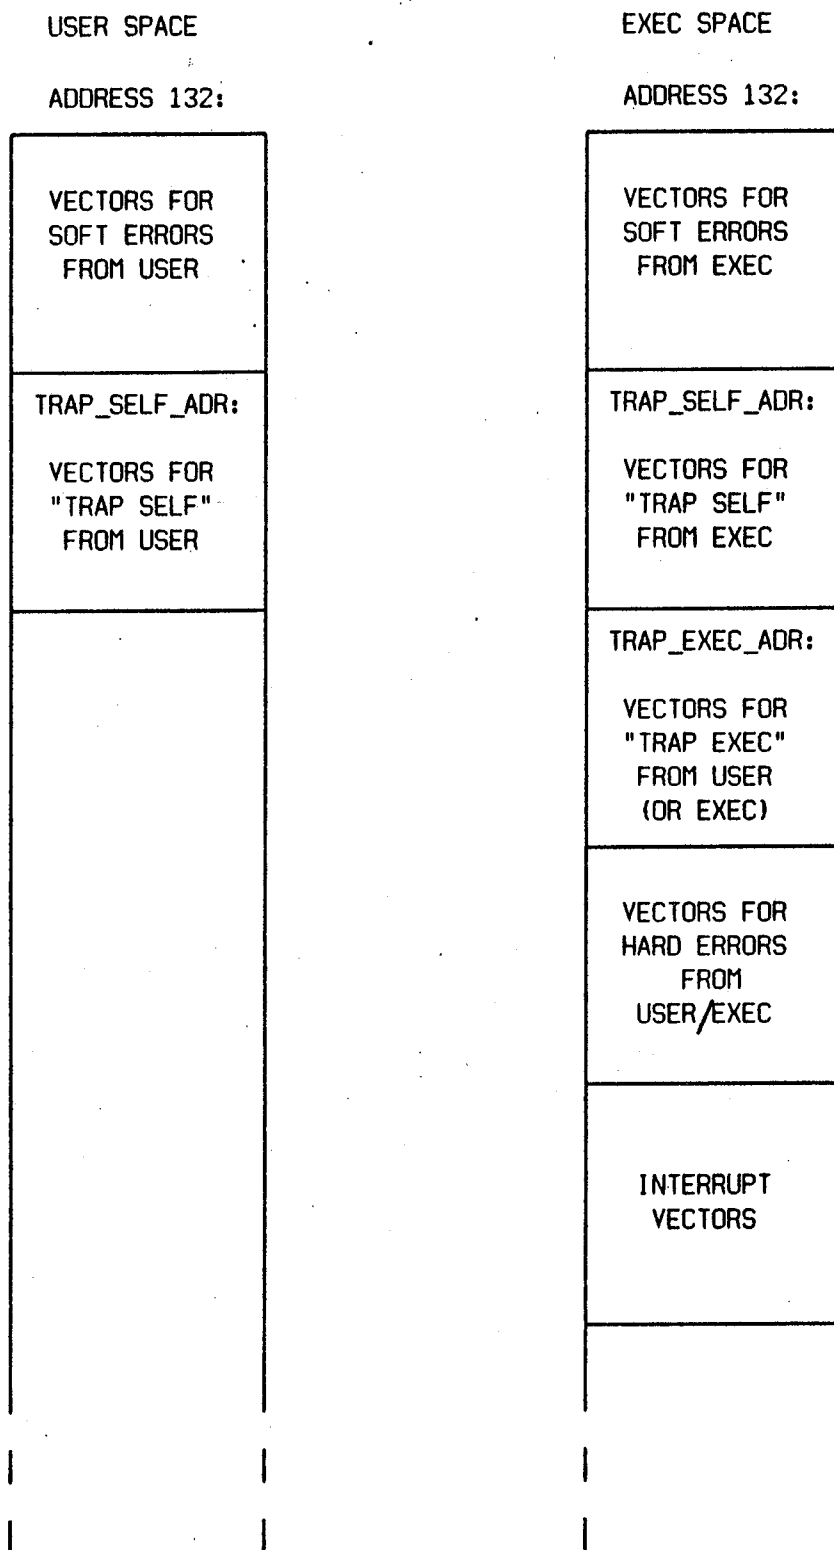 USER SPACE
ADDRESS 132:
VECTORS FOR
SOFT ERRORS
FROM USER
TRAP_SELF_ADR:
VECTORS FOR
"TRAP SELF"
FROM USER
EXEC SPACE
ADDRESS 132:
VECTORS FOR
SOFT ERRORS
FROM EXEC
TRAP_SELF_ADR:
VECTORS FOR
"TRAP SELF"
FROM EXEC
TRAP_EXEC_ADR:
VECTORS FOR
"TRAP EXEC"
FROM USER
(OR EXEC)
VECTORS FOR
HARD ERRORS
FROM
USER/EXEC
INTERRUPT
VECTORS